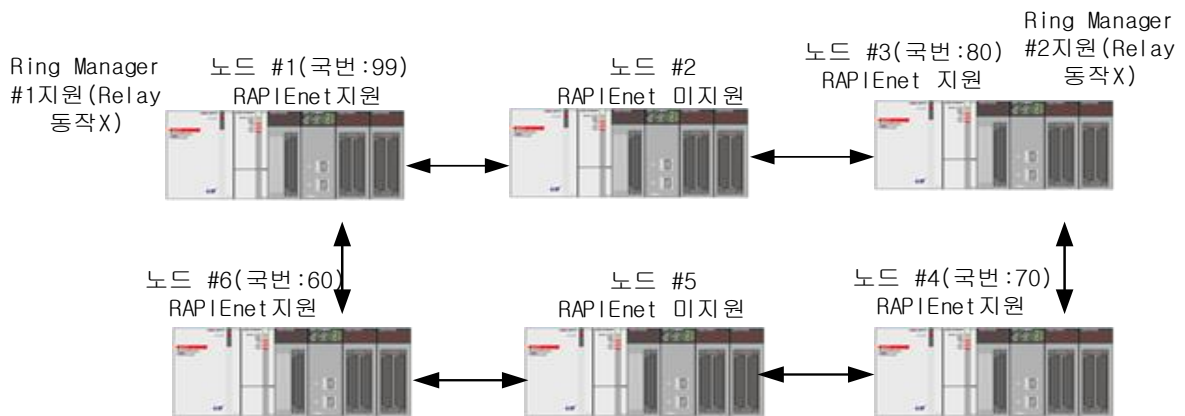 Ring Manager
#1지원(Relay
동작X)
노드 #1(국번:99)
RAPIEnet지원
노드 #2
RAPIEnet 미지원
노드 #3(국번:80)
RAPIEnet 지원
Ring Manager
#2지원(Relay
동작X)
노드 #6(국번:60)
RAPIEnet지원
노드 #5
RAPIEnet 미지원
노드 #4(국번:70)
RAPIEnet지원